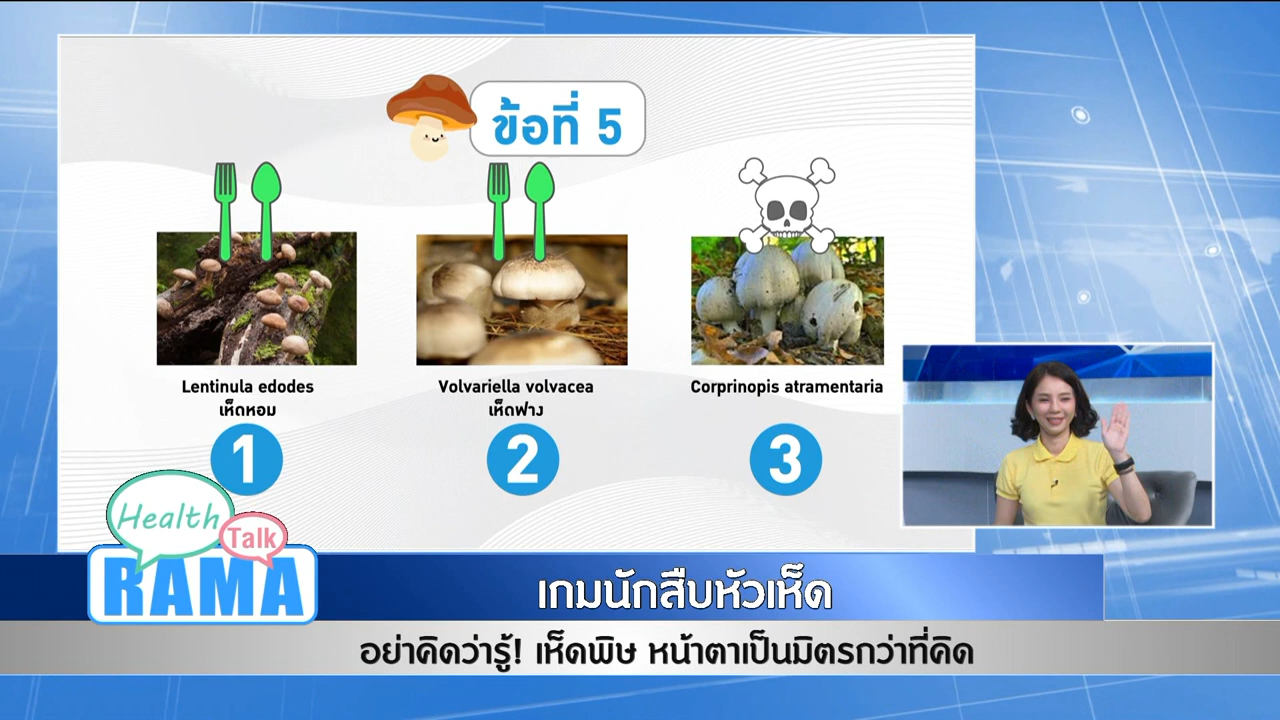 ข้อที่ 5
Lentinula edodes
เห็ดหอม
1
Volvariella volvacea
เห็ดฟาง
2
Corprinopis atramentaria
3
Health
Talk
RAMA
เกมนักสืบหัวเห็ด
อย่าคิดว่ารู้! เห็ดพิษ หน้าตาเป็นมิตรกว่าที่คิด